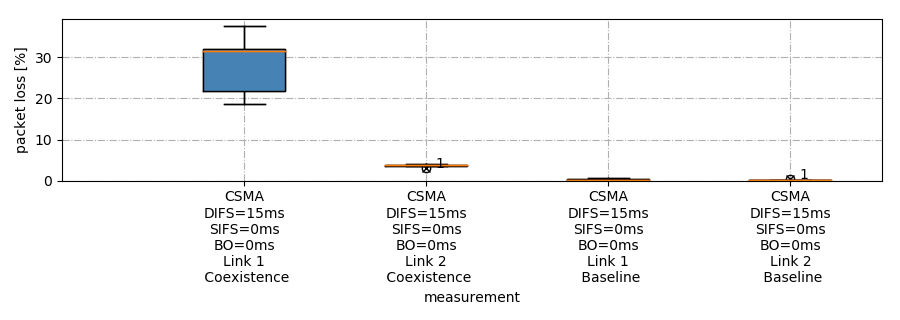 packet loss [%]
30
20
10
0
1
1
CSMA
DIFS=15ms
SIFS=0ms
BO=0ms
Link 1
Coexistence
CSMA
DIFS=15ms
SIFS=0ms
BO=0ms
Link 2
Coexistence
CSMA
DIFS=15ms
SIFS=0ms
BO=0ms
Link 1
Baseline
CSMA
DIFS=15ms
SIFS=0ms
BO=0ms
Link 2
Baseline
measurement